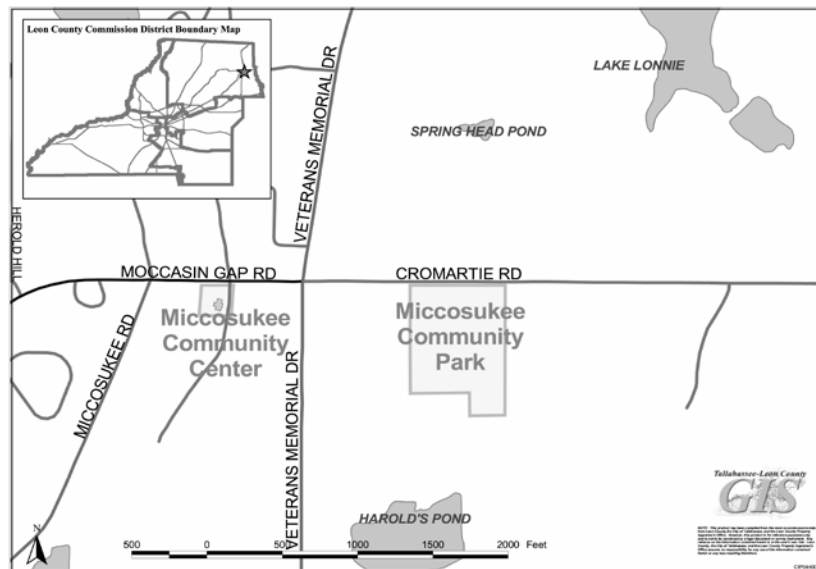 Leon County Commission District Boundary Map
LAKE LONNIE
SPRING HEAD POND
VETERANS MEMORIAL DR
HEROLD HILL
MOCCASIN GAP RD
CROMARTIE RD
Miccosukee
Community
Center
Miccosukee
Community
Park
MICCOSUKEE RD
VETERANS MEMORIAL DR
HAROLD'S POND
Tallahassee-Leon County
GIS
N
500 0 500 1000 1500 2000 Feet